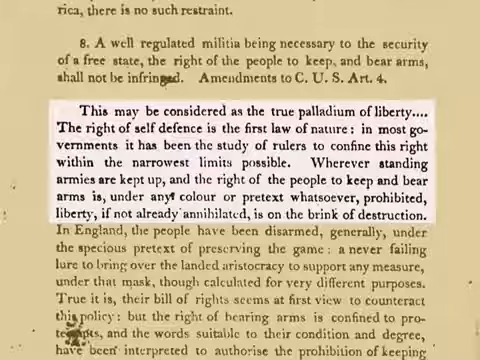 rica, there is no such restraint.
8. A well regulated militia being necessary to the security
of a free state, the right of the people to keep, and bear arms,
shall not be infringed. Amendments to C. U. S. Art. 4.
This may be considered as the true palladium of liberty....
The right of self defence is the first law of nature: in most go-
vernments it has been the study of rulers to confine this right
within the narrowest limits possible. Wherever standing
armies are kept up, and the right of the people to keep and bear
arms is, under any colour or pretext whatsoever, prohibited,
liberty, if not already annihilated, is on the brink of destruction.
In England, the people have been disarmed, generally, under
the specious pretext of preserving the game: a never failing
lure to bring over the landed aristocracy to support any measure,
under that mask, though calculated for very different purposes.
True it is, their bill of rights seems at first view to counteract
this policy: but the right of bearing arms is confined to pro-
and the words suitable to their condition and degree,
have been interpreted to authorise the prohibition of keeping